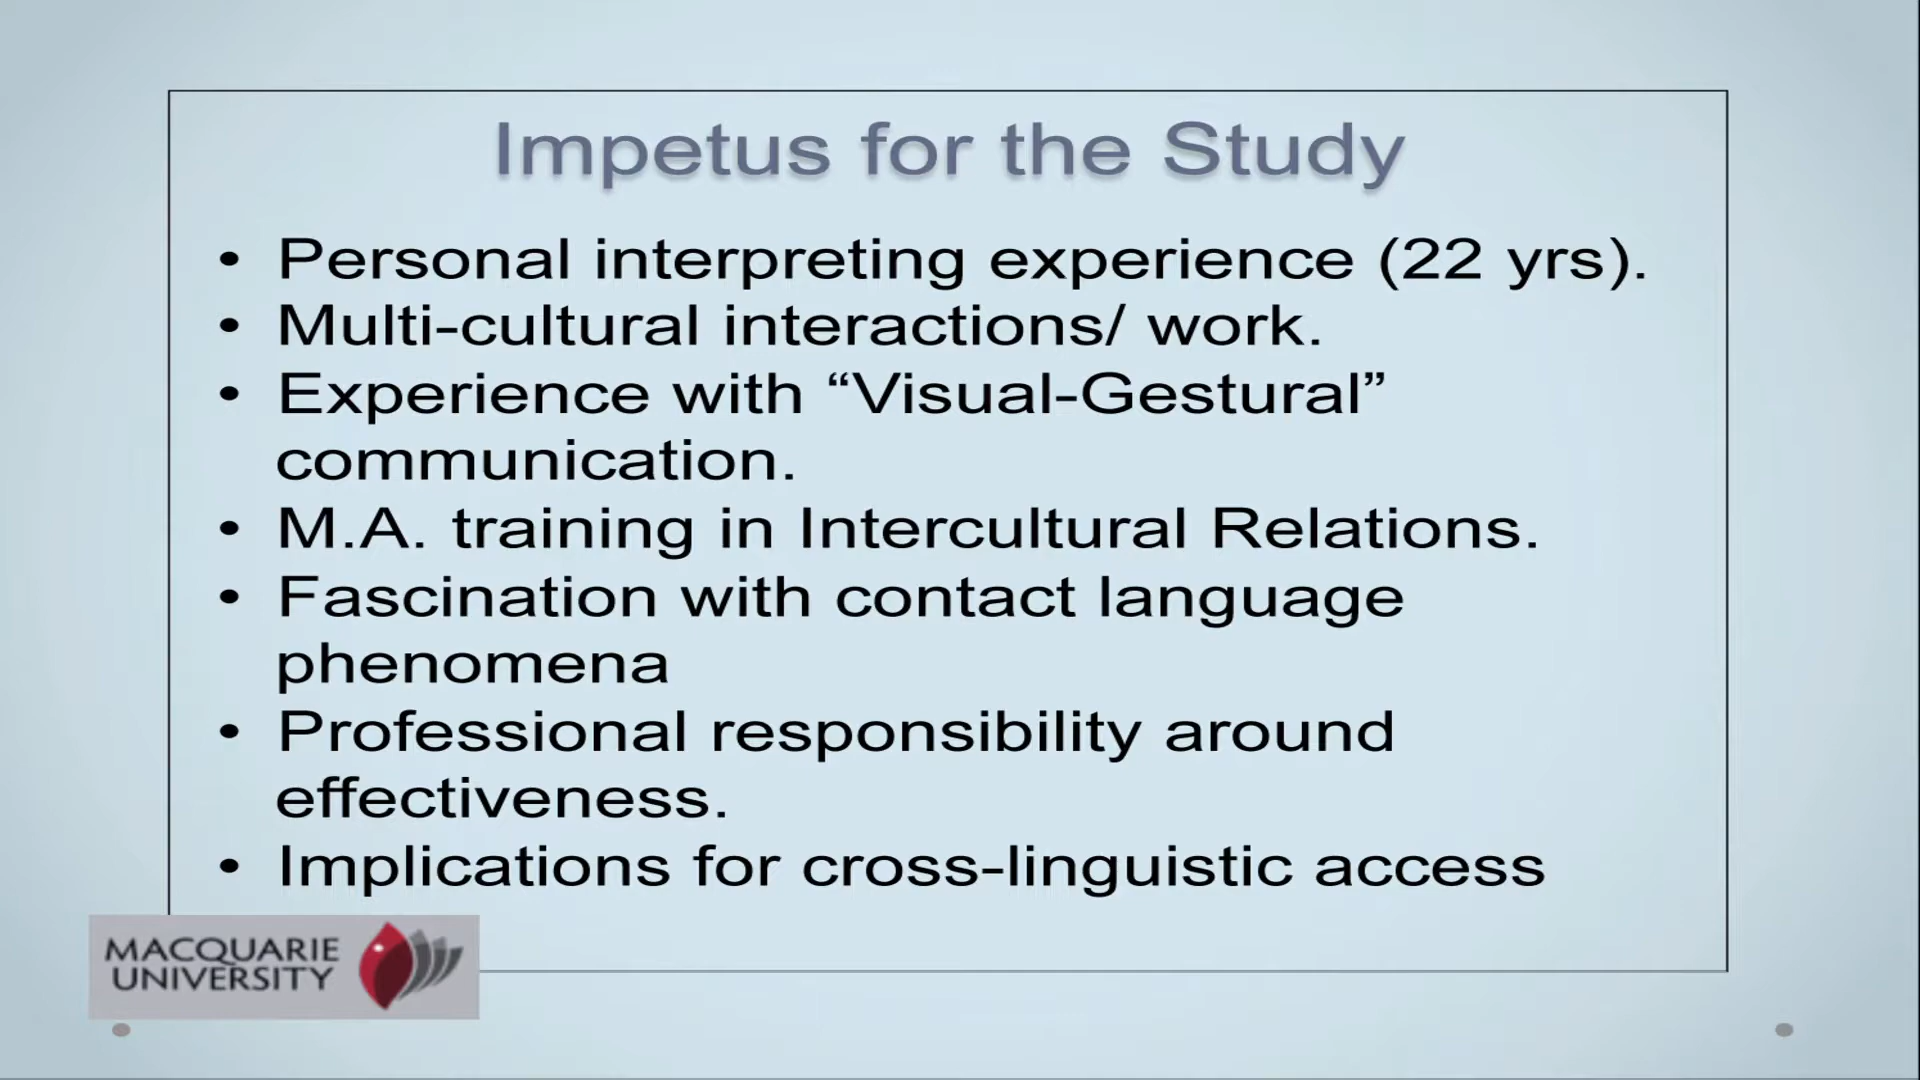 Impetus for the Study
• Personal interpreting experience (22 yrs).
• Multi-cultural interactions/ work.
• Experience with “Visual-Gestural”
communication.
• M.A. training in Intercultural Relations.
• Fascination with contact language
phenomena
• Professional responsibility around
effectiveness.
• Implications for cross-linguistic access
MACQUARIE
UNIVERSITY